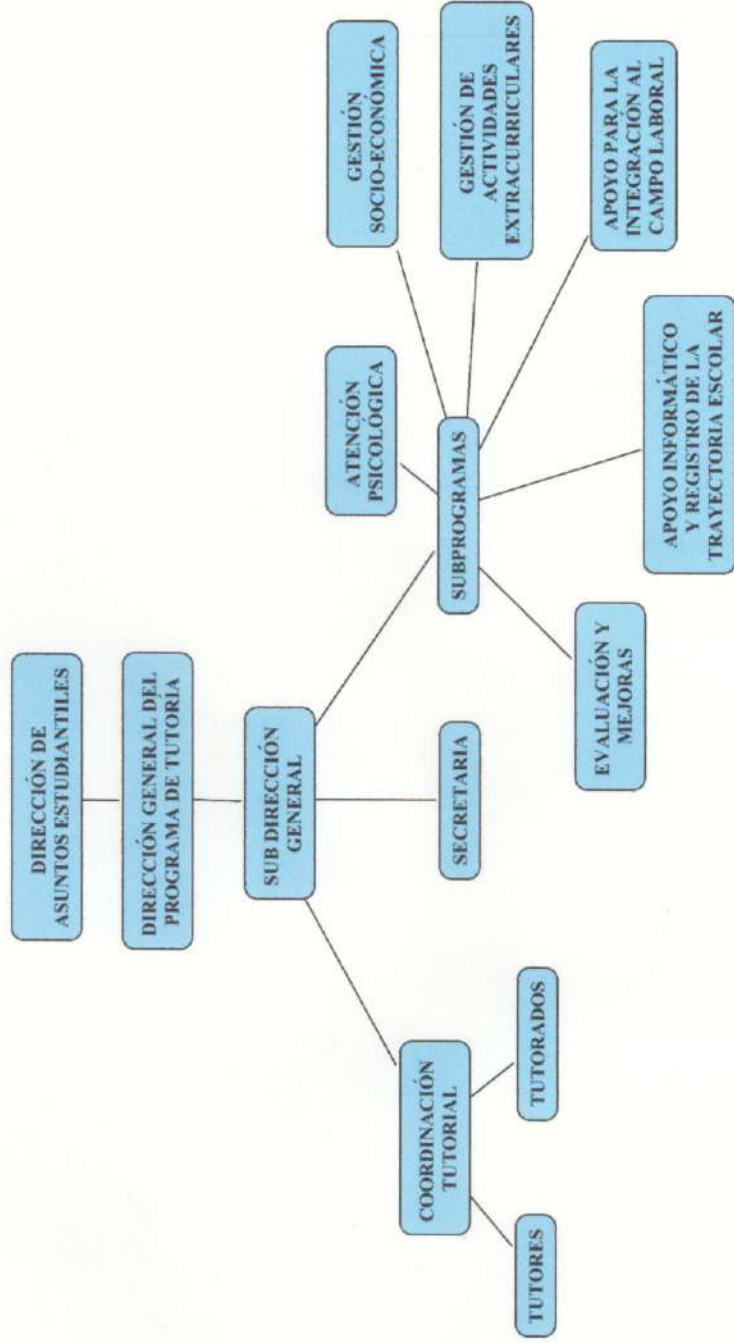 DIRECCIÓN DE
ASUNTOS ESTUDIANTILES
DIRECCIÓN GENERAL DEL
PROGRAMA DE TUTORÍA
SUB DIRECCIÓN
GENERAL
COORDINACIÓN
TUTORIAL
TUTORES
TUTORADOS
SECRETARIA
SUBPROGRAMAS
ATENCIÓN
PSICOLÓGICA
GESTIÓN
SOCIO-ECONÓMICA
GESTIÓN DE
ACTIVIDADES
EXTRACURRICULARES
APOYO PARA LA
INTEGRACIÓN AL
CAMPO LABORAL
APOYO INFORMÁTICO
Y REGISTRO DE LA
TRAYECTORIA ESCOLAR
EVALUACIÓN Y
MEJORAS